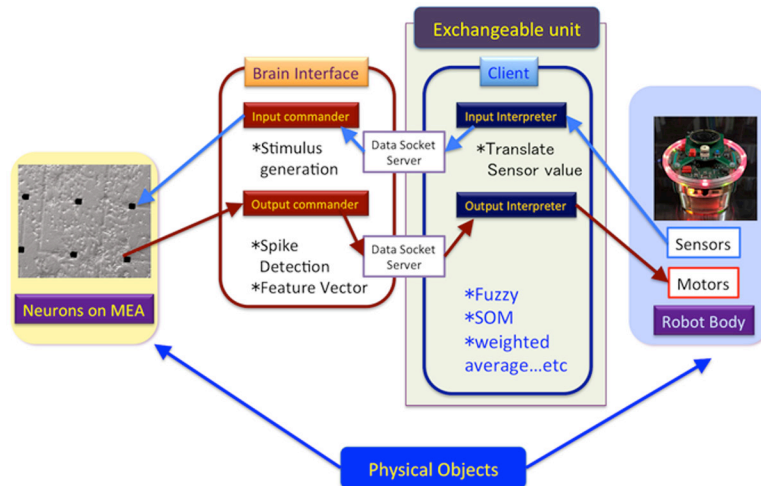 Exchangeable unit
Brain Interface
Client
Input commander
Input Interpreter
Data Socket
Server
*Stimulus
generation
*Translate
Sensor value
Output commander
Output Interpreter
Data Socket
Server
*Spike
Detection
*Feature Vector
*Fuzzy
*SOM
*weighted
average...etc
Neurons on MEA
Sensors
Motors
Robot Body
Physical Objects